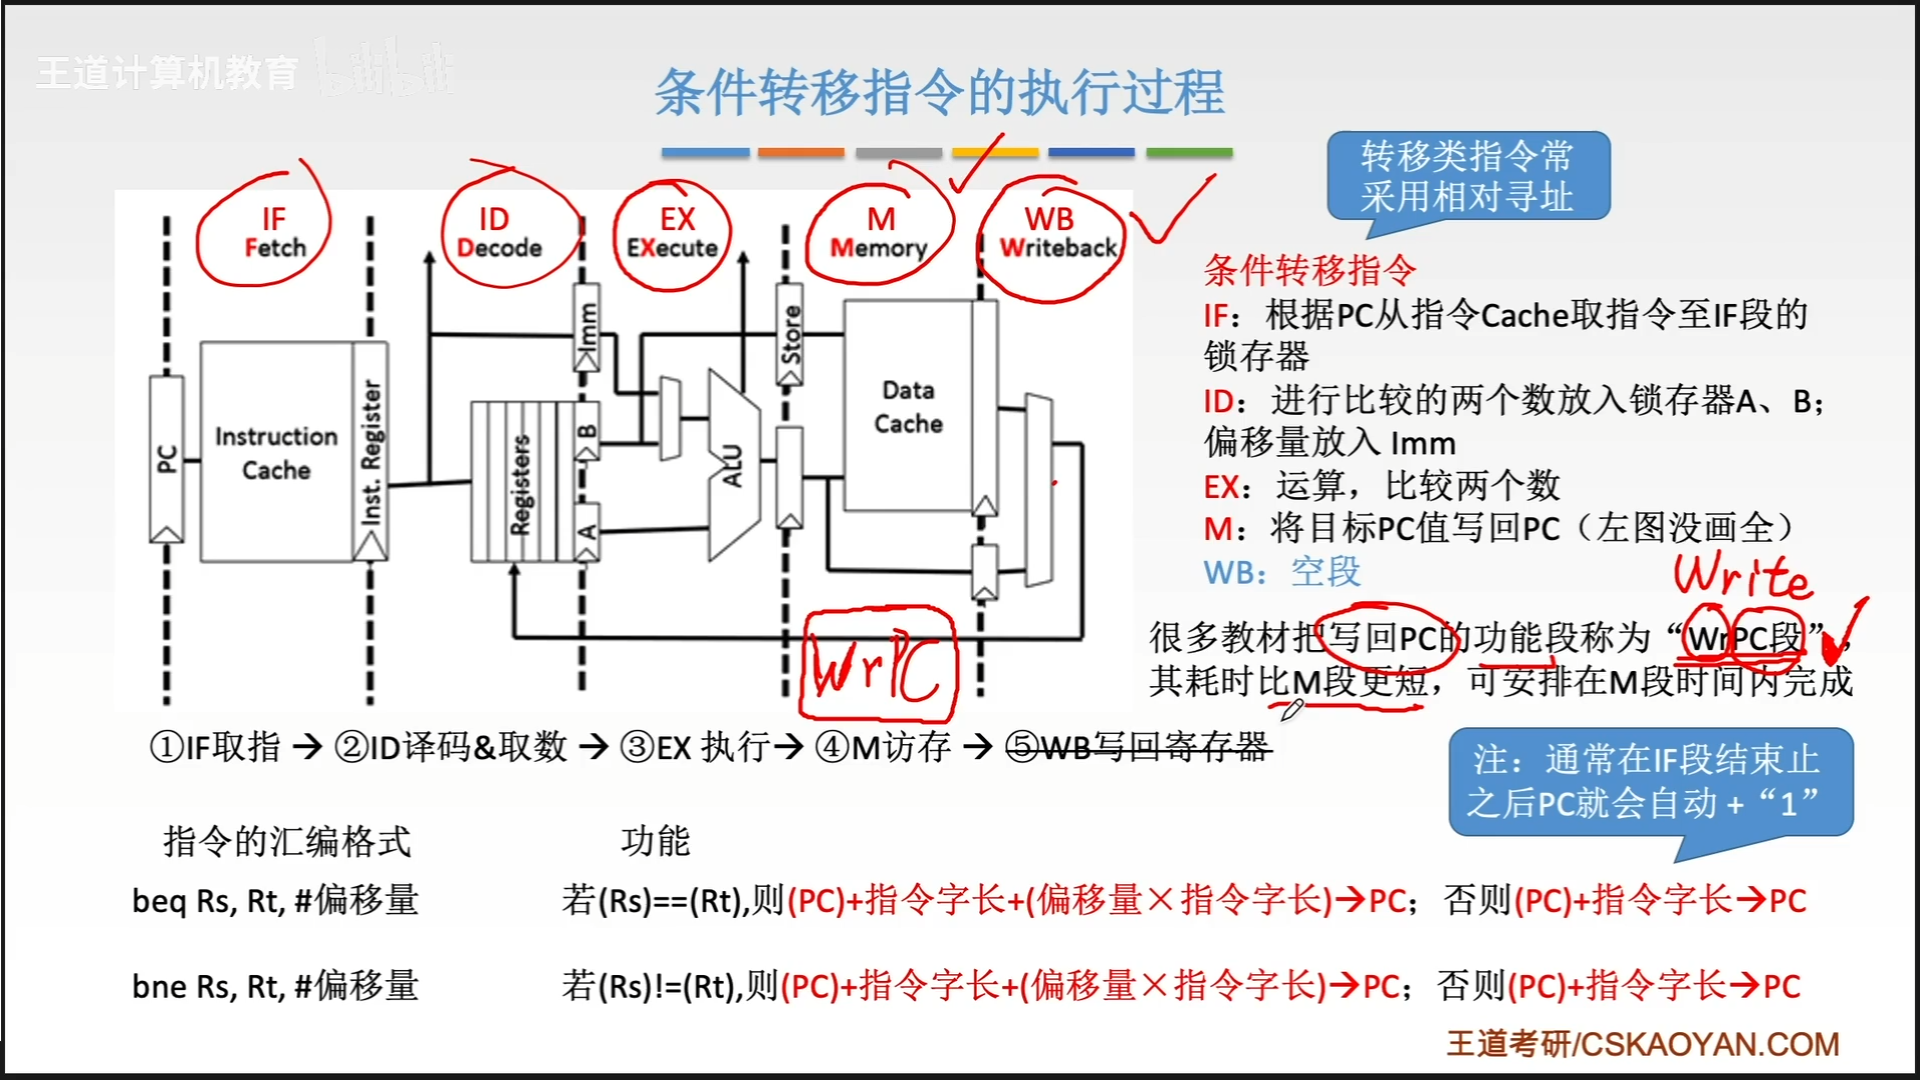 王道计算机教育 bilibili
条件转移指令的执行过程
转移类指令常
采用相对寻址
IF
Fetch
ID
Decode
EX
EXecute
M
Memory
WB
Writeback
PC
Instruction
Cache
Inst. Register
Registers
Imm
B
A
ALU
Store
Data
Cache
WrPC
条件转移指令
IF：根据PC从指令Cache取指令至IF段的
锁存器
ID：进行比较的两个数放入锁存器A、B；
偏移量放入 Imm
EX：运算，比较两个数
M：将目标PC值写回PC（左图没画全）
WB：空段
Write
很多教材把写回PC的功能段称为“WrPC段”，
其耗时比M段更短，可安排在M段时间内完成
①IF取指 → ②ID译码&取数 → ③EX 执行→ ④M访存 → ⑤WB写回寄存器
注：通常在IF段结束止
之后PC就会自动 +“1”
指令的汇编格式 功能
beq Rs, Rt, #偏移量 若(Rs)==(Rt),则(PC)+指令字长+(偏移量×指令字长)→PC；否则(PC)+指令字长→PC
bne Rs, Rt, #偏移量 若(Rs)!=(Rt),则(PC)+指令字长+(偏移量×指令字长)→PC；否则(PC)+指令字长→PC
王道考研/CSKAOYAN.COM